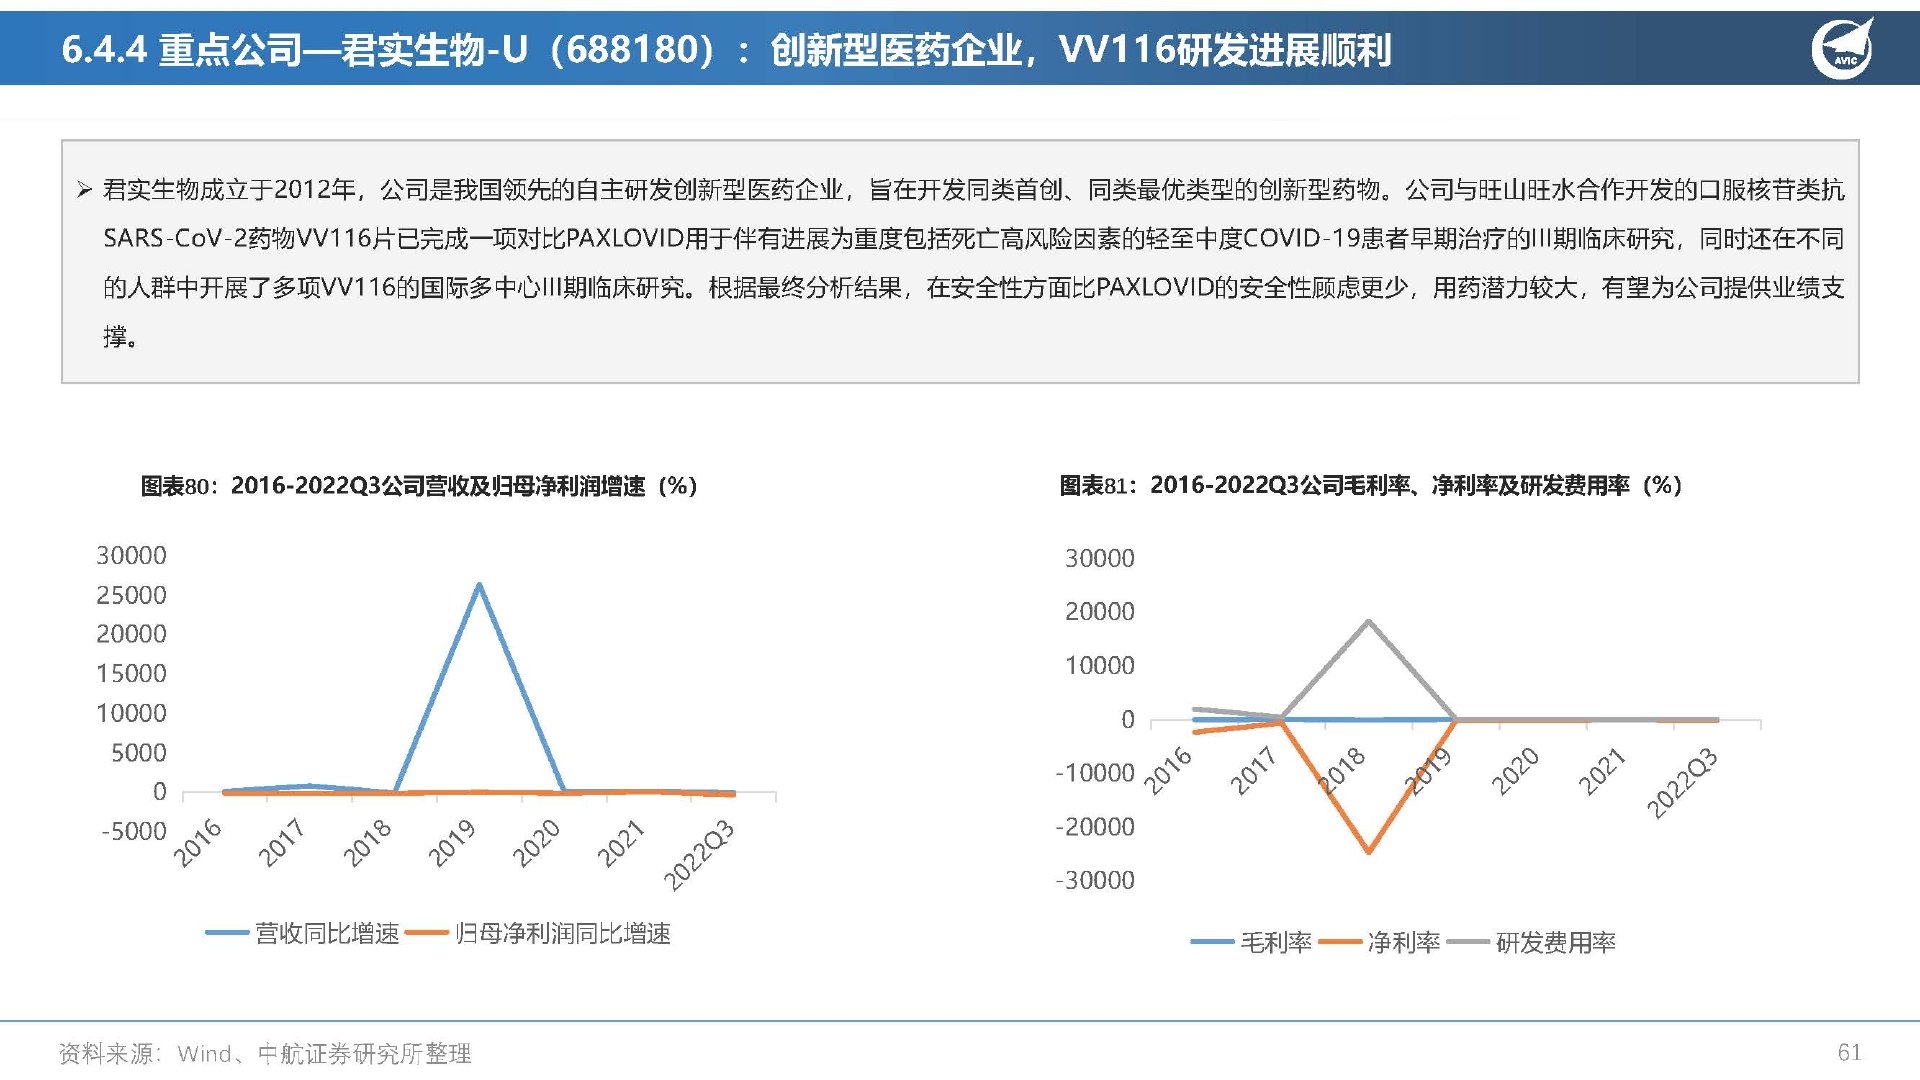 6.4.4 重点公司—君实生物-U（688180）：创新型医药企业，VV116研发进展顺利
AVIC
➢ 君实生物成立于2012年，公司是我国领先的自主研发创新型医药企业，旨在开发同类首创、同类最优类型的创新型药物。公司与旺山旺水合作开发的口服核苷类抗
SARS-CoV-2药物VV116片已完成一项对比PAXLOVID用于伴有进展为重度包括死亡高风险因素的轻至中度COVID-19患者早期治疗的III期临床研究，同时还在不同
的人群中开展了多项VV116的国际多中心III期临床研究。根据最终分析结果，在安全性方面比PAXLOVID的安全性顾虑更少，用药潜力较大，有望为公司提供业绩支
撑。
图表80：2016-2022Q3公司营收及归母净利润增速（%）
30000
25000
20000
15000
10000
5000
0
-5000
2016
2017
2018
2019
2020
2021
2022Q3
营收同比增速
归母净利润同比增速
图表81：2016-2022Q3公司毛利率、净利率及研发费用率（%）
30000
20000
10000
0
-10000
-20000
-30000
2016
2017
2018
2019
2020
2021
2022Q3
毛利率
净利率
研发费用率
资料来源：Wind、中航证券研究所整理
61